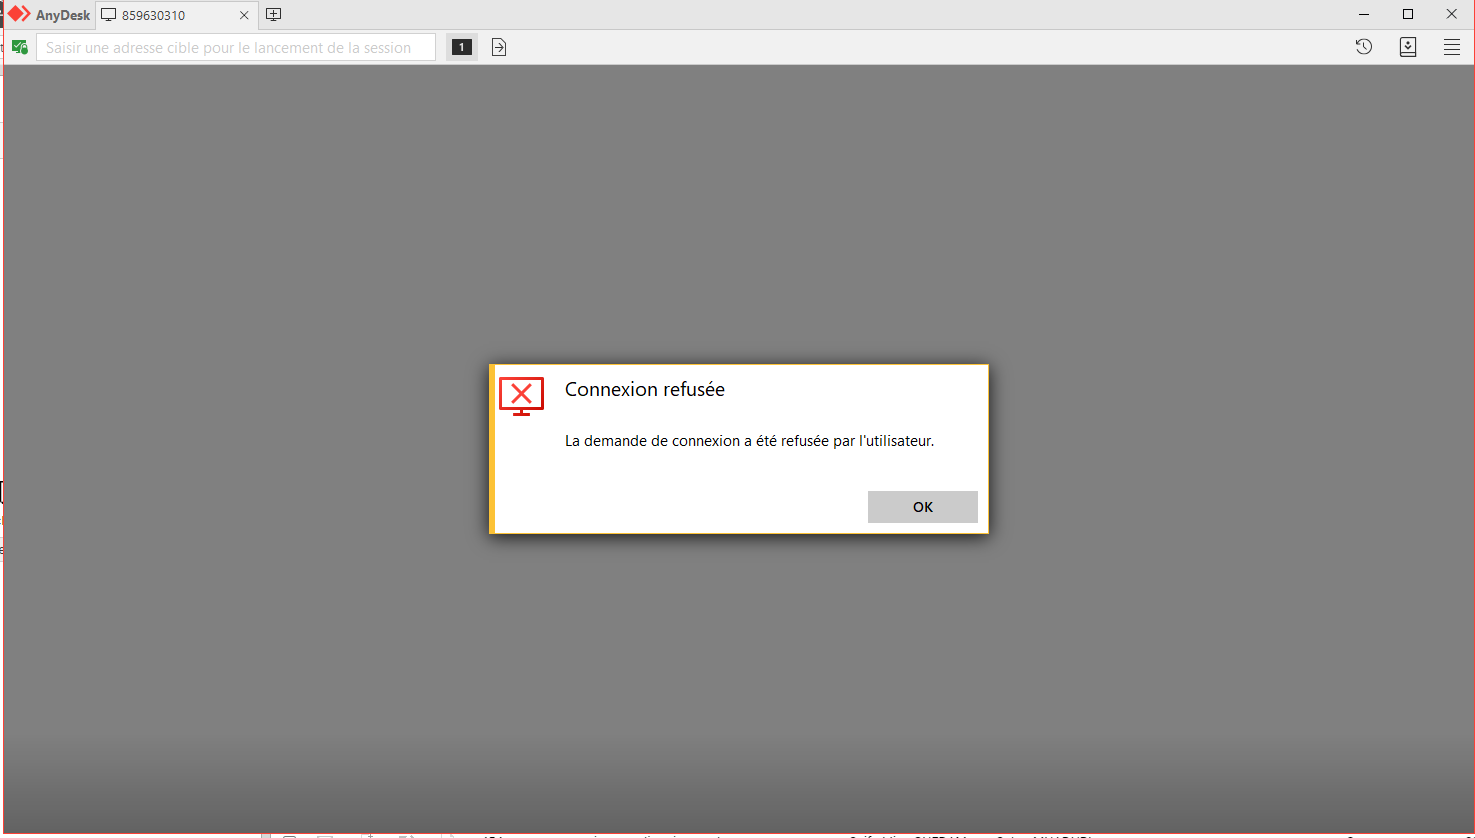 AnyDesk
859630310
Saisir une adresse cible pour le lancement de la session
1
Connexion refusée
La demande de connexion a été refusée par l'utilisateur.
OK